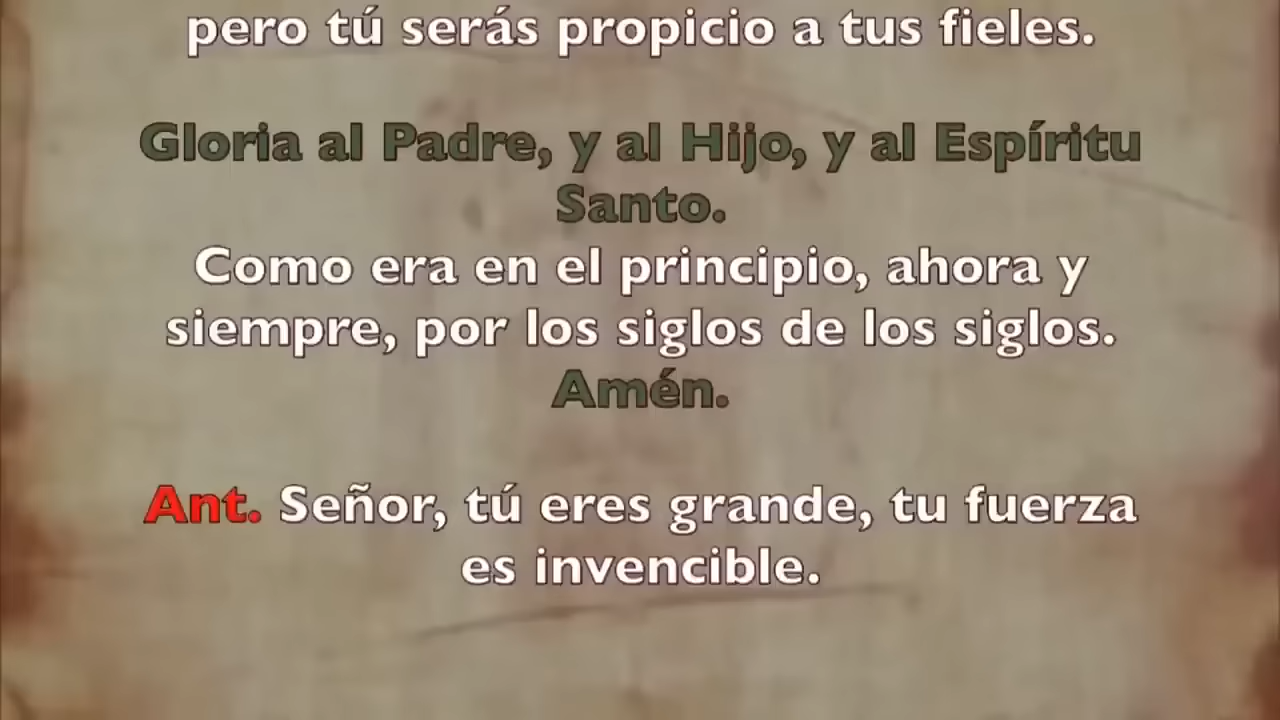 pero tú serás propicio a tus fieles.
Gloria al Padre, y al Hijo, y al Espíritu
Santo.
Como era en el principio, ahora y
siempre, por los siglos de los siglos.
Amén.
Ant. Señor, tú eres grande, tu fuerza
es invencible.